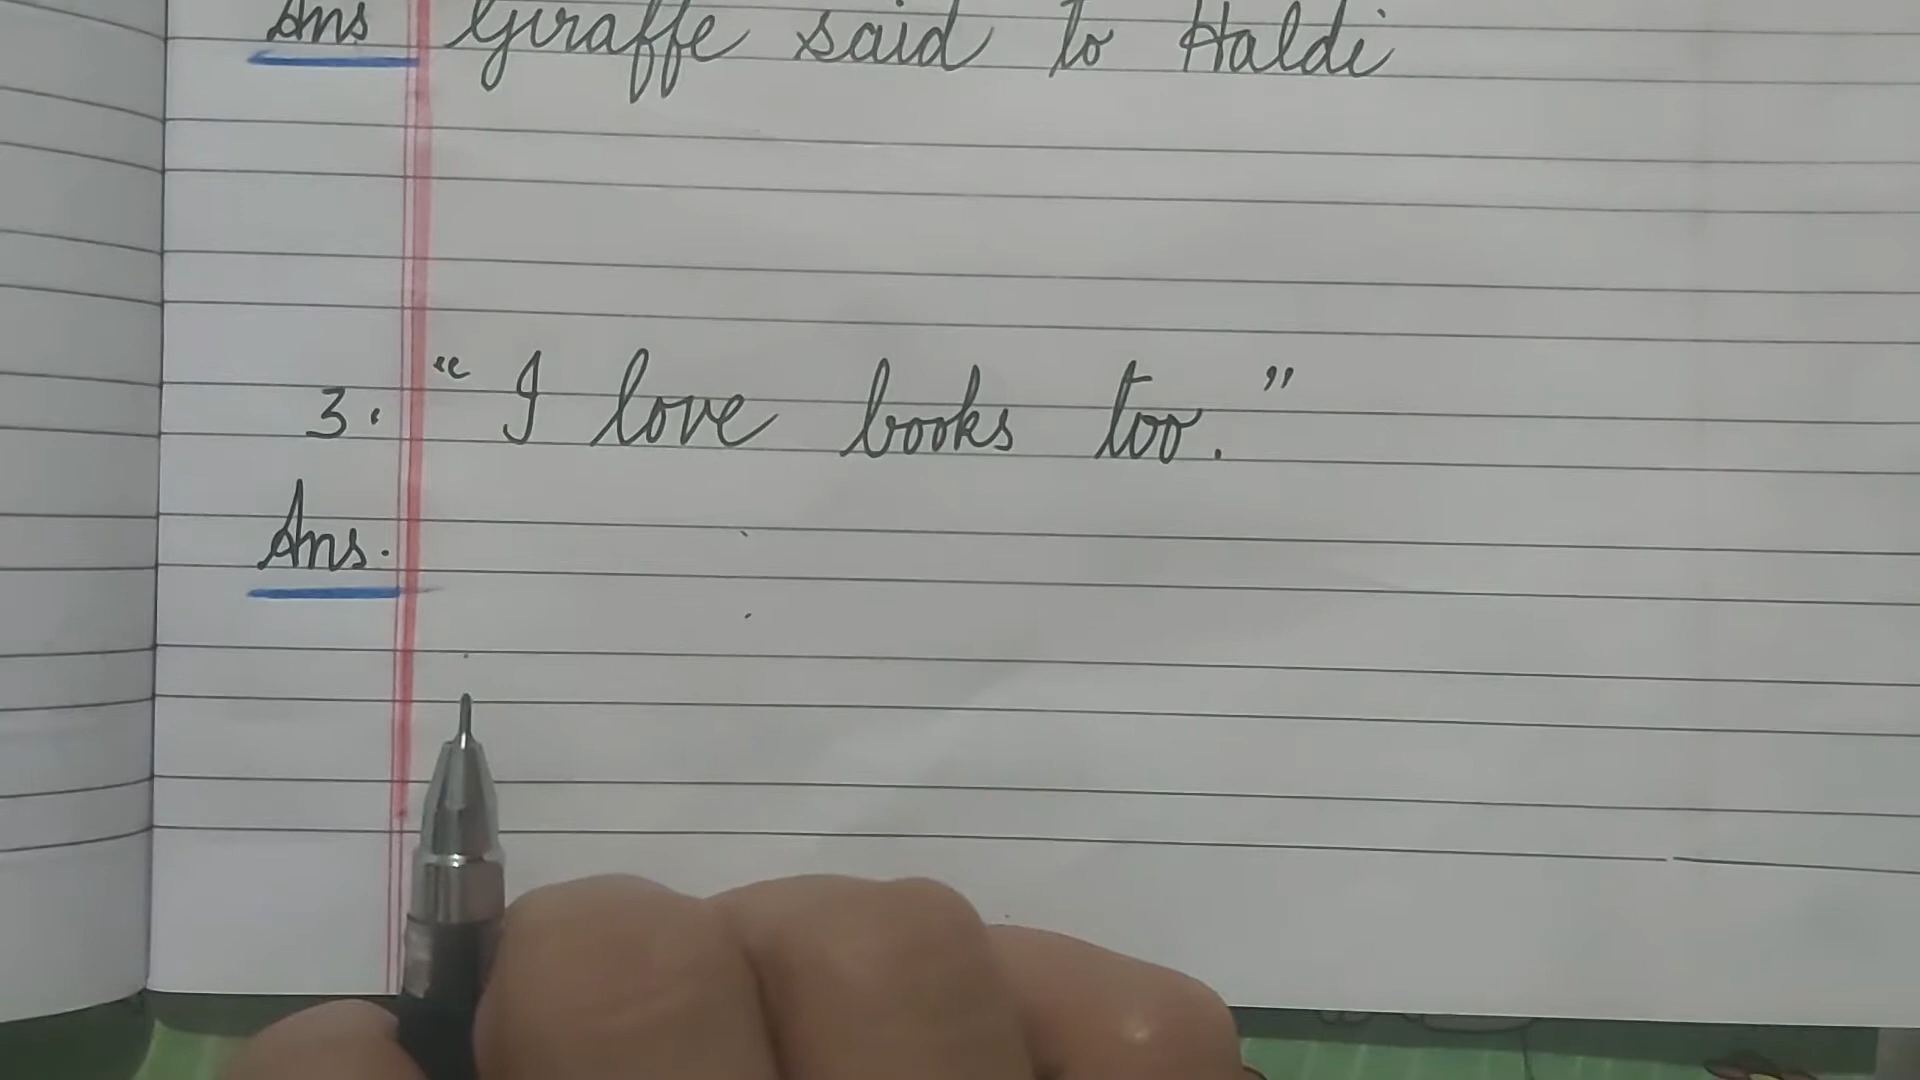 Ans Giraffe said to Haldi
3. “I love books too.”
Ans.